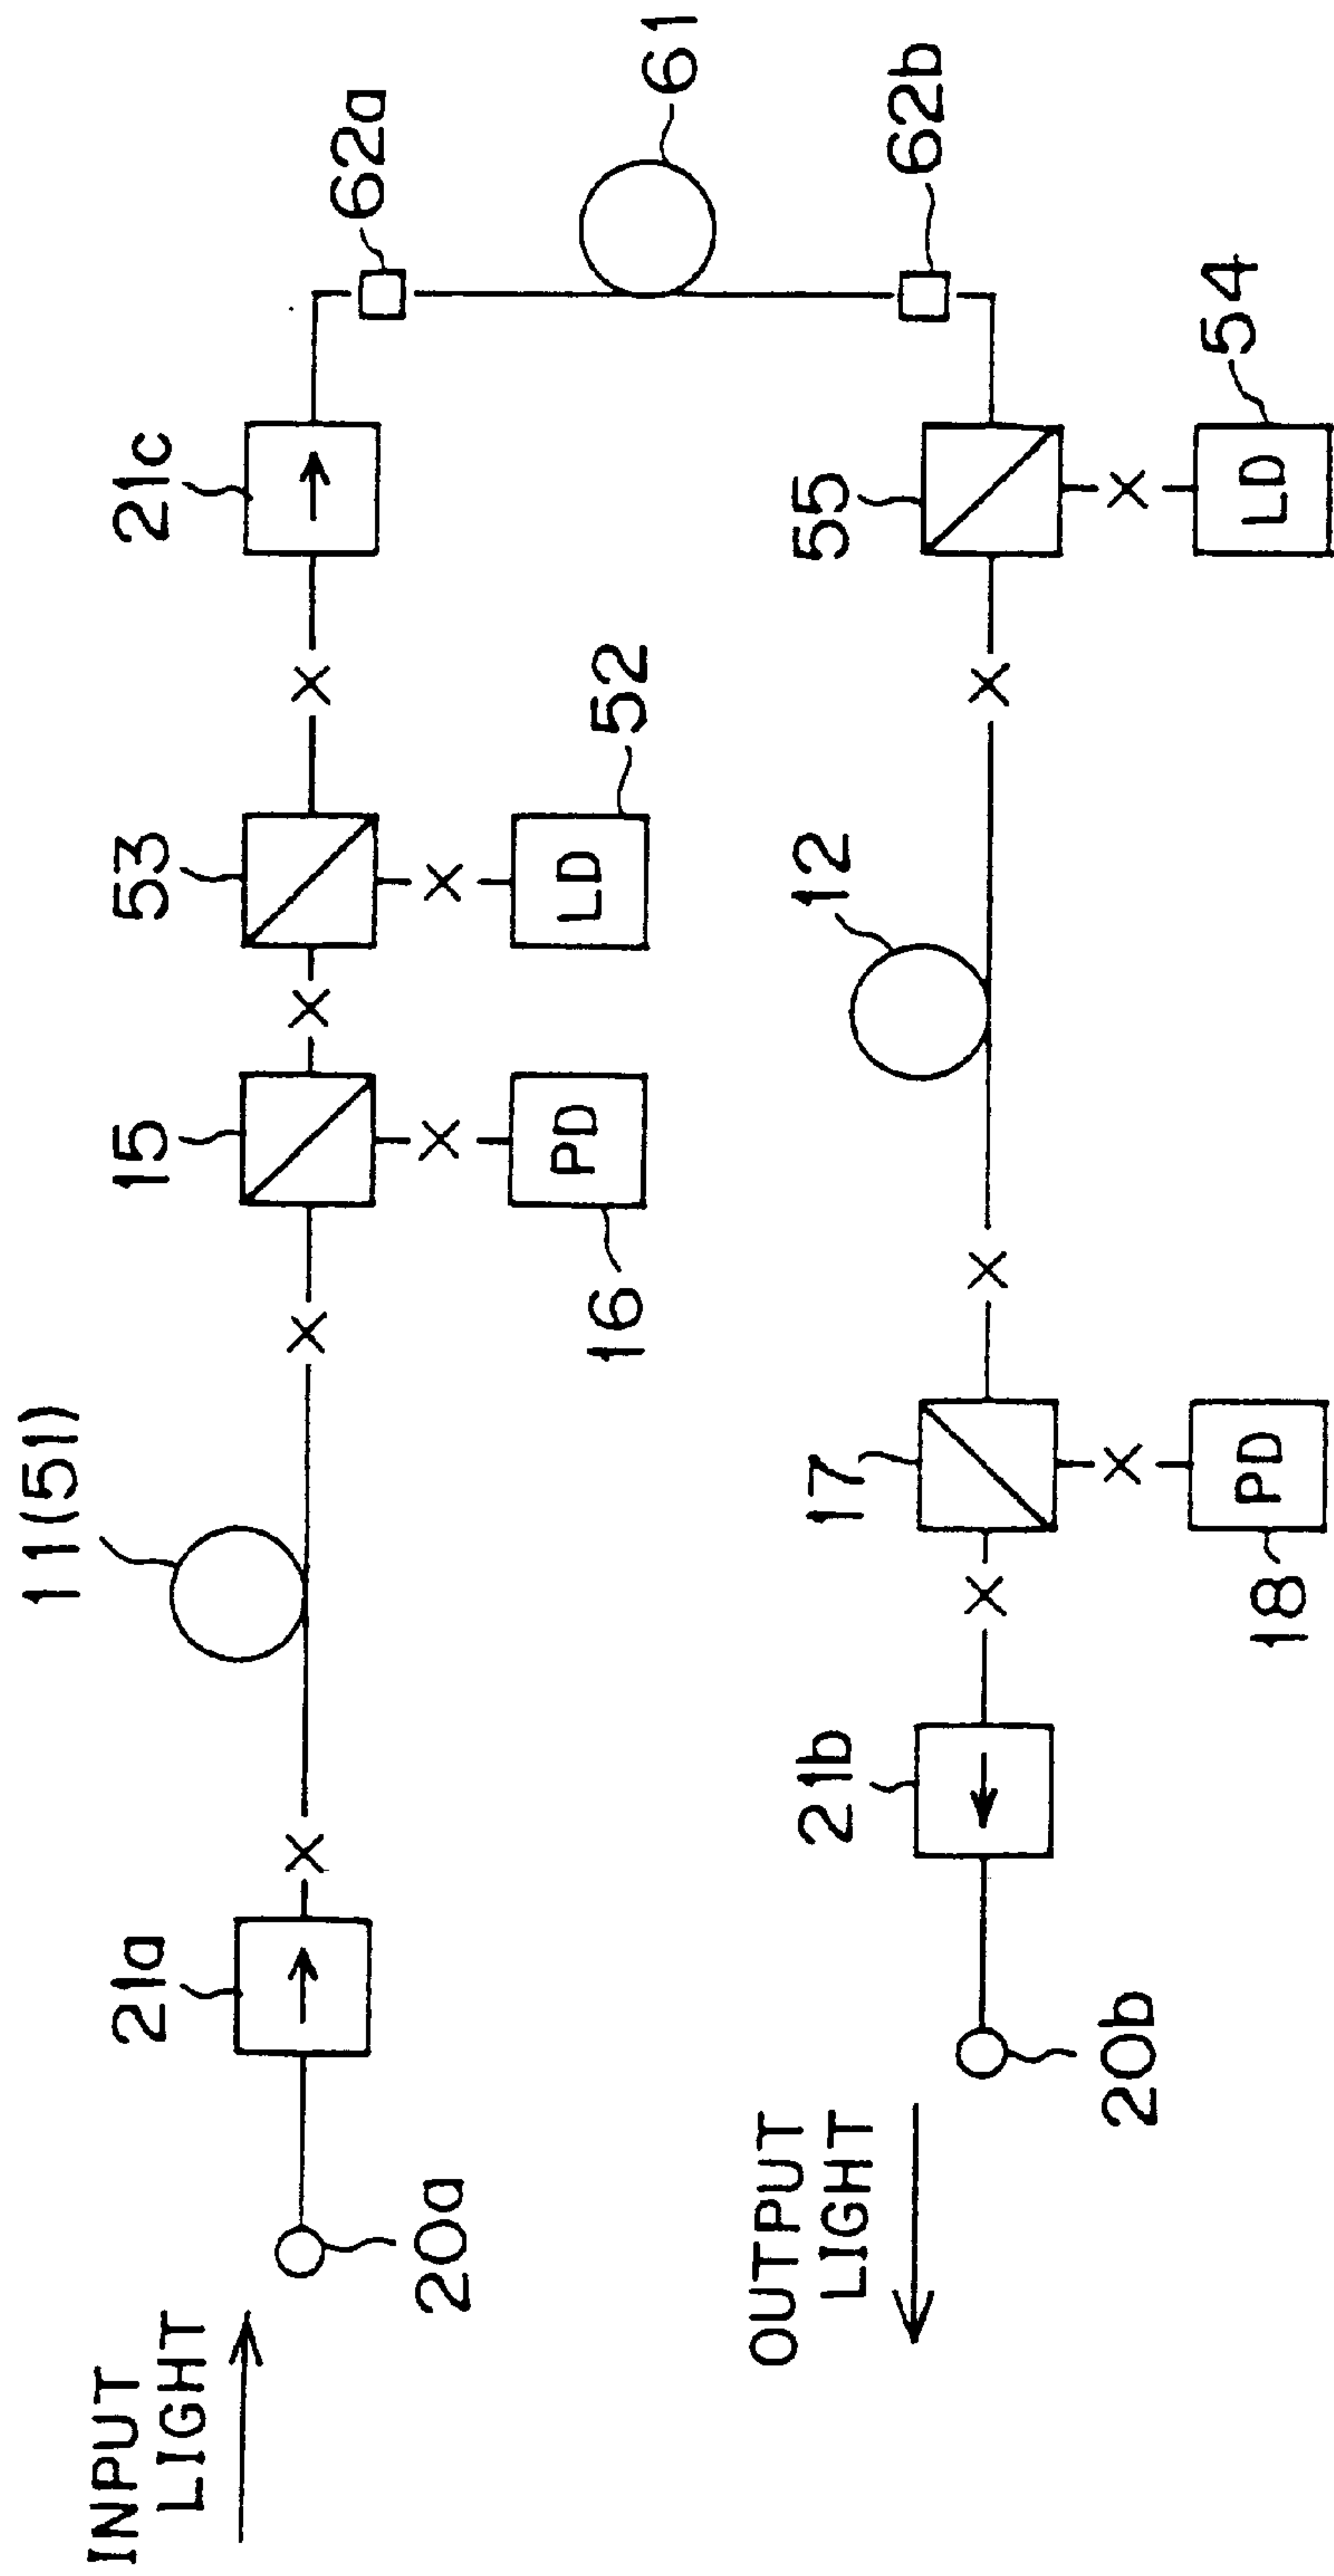 INPUT
LIGHT
20a
21a
11(51)
15
PD
16
53
LD
52
21c
62a
61
62b
55
LD
54
12
17
PD
18
21b
20b
OUTPUT
LIGHT